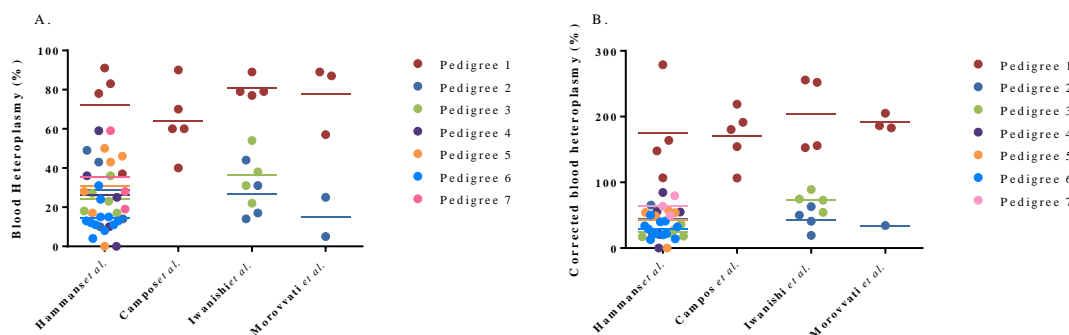 A.
Blood Heteroplasmy (%)
100
80
60
40
20
0
Hammans et al.
Campos et al.
Iwanishi et al.
Morovvati et al.
Pedigree 1
Pedigree 2
Pedigree 3
Pedigree 4
Pedigree 5
Pedigree 6
Pedigree 7
B.
Corrected blood heteroplasmy (%)
300
200
100
0
Hammans et al.
Campos et al.
Iwanishi et al.
Morovvati et al.
Pedigree 1
Pedigree 2
Pedigree 3
Pedigree 4
Pedigree 5
Pedigree 6
Pedigree 7